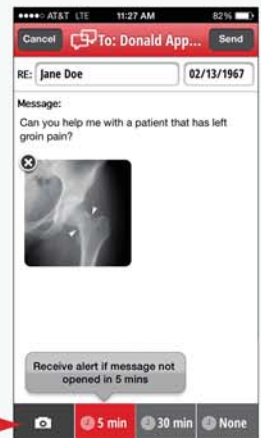 AT&T LTE 11:27 AM 82%
Cancel To: Donald App... Send
RE: Jane Doe 02/13/1967
Message:
Can you help me with a patient that has left
groin pain?
Receive alert if message not
opened in 5 mins
5 min 30 min None